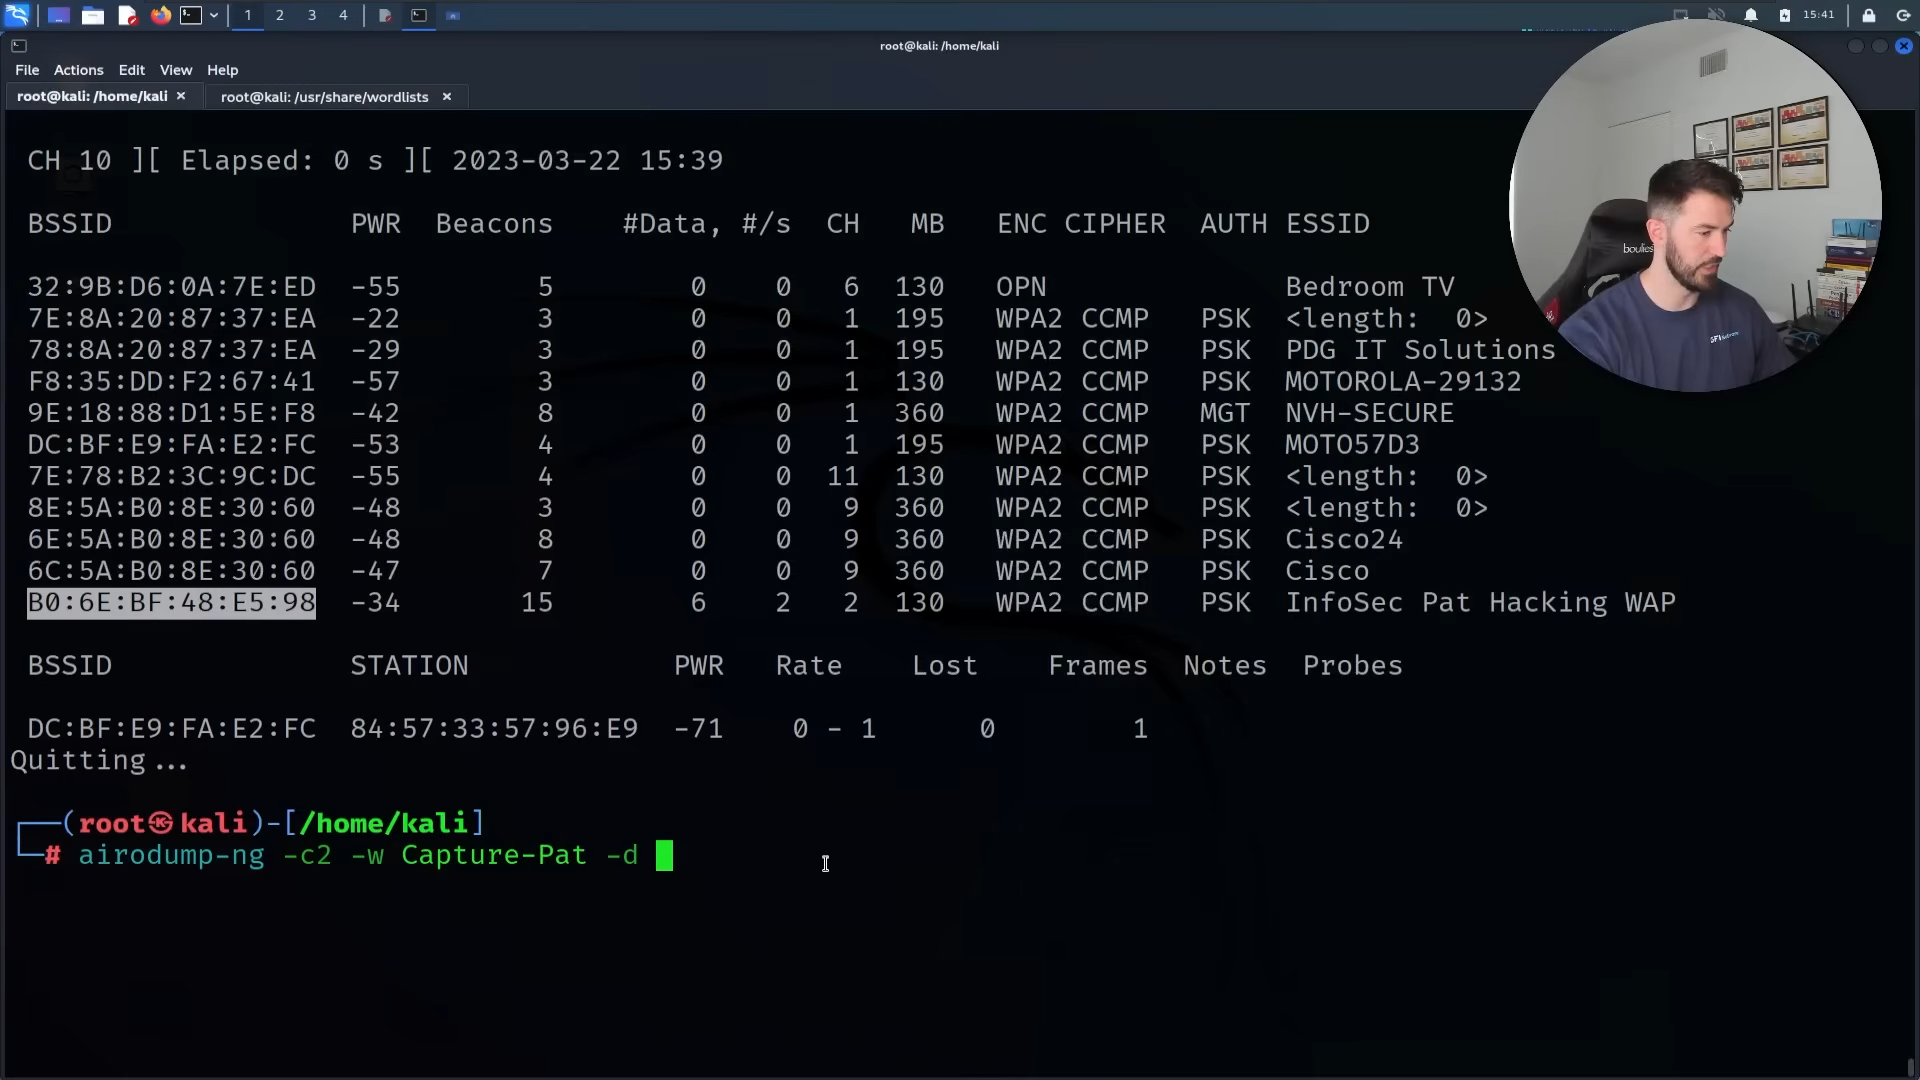 1 2 3 4 15:41
root@kali: /home/kali
File Actions Edit View Help
root@kali: /home/kali × root@kali: /usr/share/wordlists ×
CH 10 ][ Elapsed: 0 s ][ 2023-03-22 15:39
BSSID PWR Beacons #Data, #/s CH MB ENC CIPHER AUTH ESSID
32:9B:D6:0A:7E:ED -55 5 0 0 6 130 OPN Bedroom TV
7E:8A:20:87:37:EA -22 3 0 0 1 195 WPA2 CCMP PSK <length: 0>
78:8A:20:87:37:EA -29 3 0 0 1 195 WPA2 CCMP PSK PDG IT Solutions
F8:35:DD:F2:67:41 -57 3 0 0 1 130 WPA2 CCMP PSK MOTOROLA-29132
9E:18:88:D1:5E:F8 -42 8 0 0 1 360 WPA2 CCMP MGT NVH-SECURE
DC:BF:E9:FA:E2:FC -53 4 0 0 1 195 WPA2 CCMP PSK MOTO57D3
7E:78:B2:3C:9C:DC -55 4 0 0 11 130 WPA2 CCMP PSK <length: 0>
8E:5A:B0:8E:30:60 -48 3 0 0 9 360 WPA2 CCMP PSK <length: 0>
6E:5A:B0:8E:30:60 -48 8 0 0 9 360 WPA2 CCMP PSK Cisco24
6C:5A:B0:8E:30:60 -47 7 0 0 9 360 WPA2 CCMP PSK Cisco
B0:6E:BF:48:E5:98 -34 15 6 2 2 130 WPA2 CCMP PSK InfoSec Pat Hacking WAP
BSSID STATION PWR Rate Lost Frames Notes Probes
DC:BF:E9:FA:E2:FC 84:57:33:57:96:E9 -71 0 - 1 0 1
Quitting...
┌──(root㉿kali)-[/home/kali]
└─# airodump-ng -c2 -w Capture-Pat -d
boulies